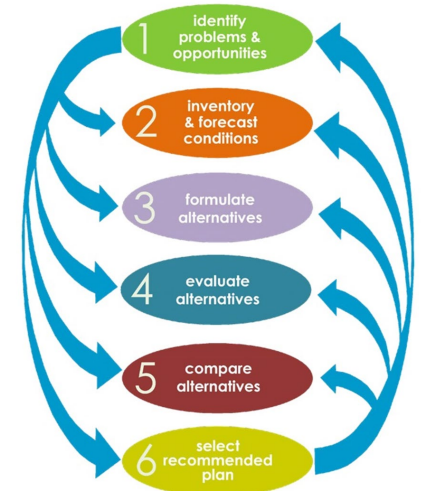 1
identify
problems &
opportunities
2
inventory
& forecast
conditions
3
formulate
alternatives
4
evaluate
alternatives
5
compare
alternatives
6
select
recommended
plan